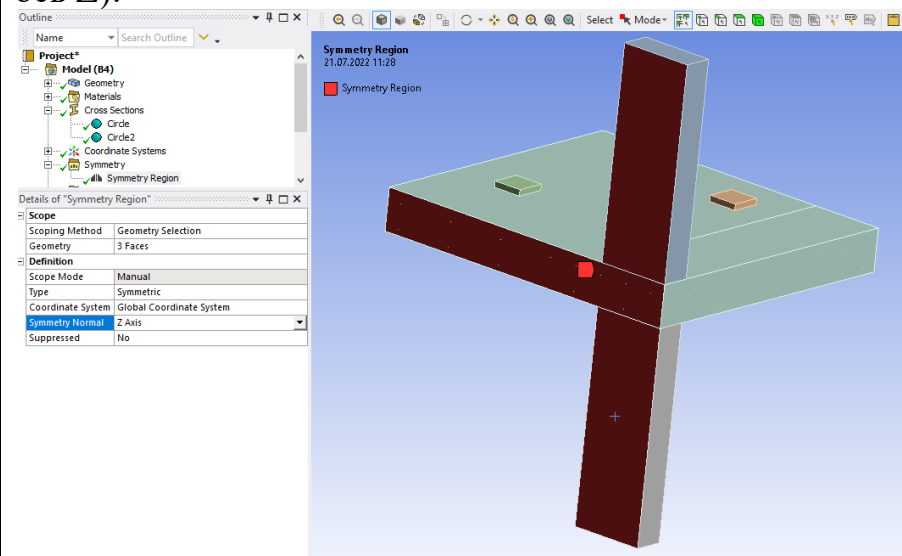 осв Z).
Outline
Name
Search Outline
Project*
Model (B4)
Geometry
Materials
Cross Sections
Circle
Circle2
Coordinate Systems
Symmetry
Symmetry Region
Details of "Symmetry Region"
Scope
Scoping Method Geometry Selection
Geometry 3 Faces
Definition
Scope Mode Manual
Type Symmetric
Coordinate System Global Coordinate System
Symmetry Normal Z Axis
Suppressed No
Select Mode
Symmetry Region
21.07.2022 11:28
Symmetry Region